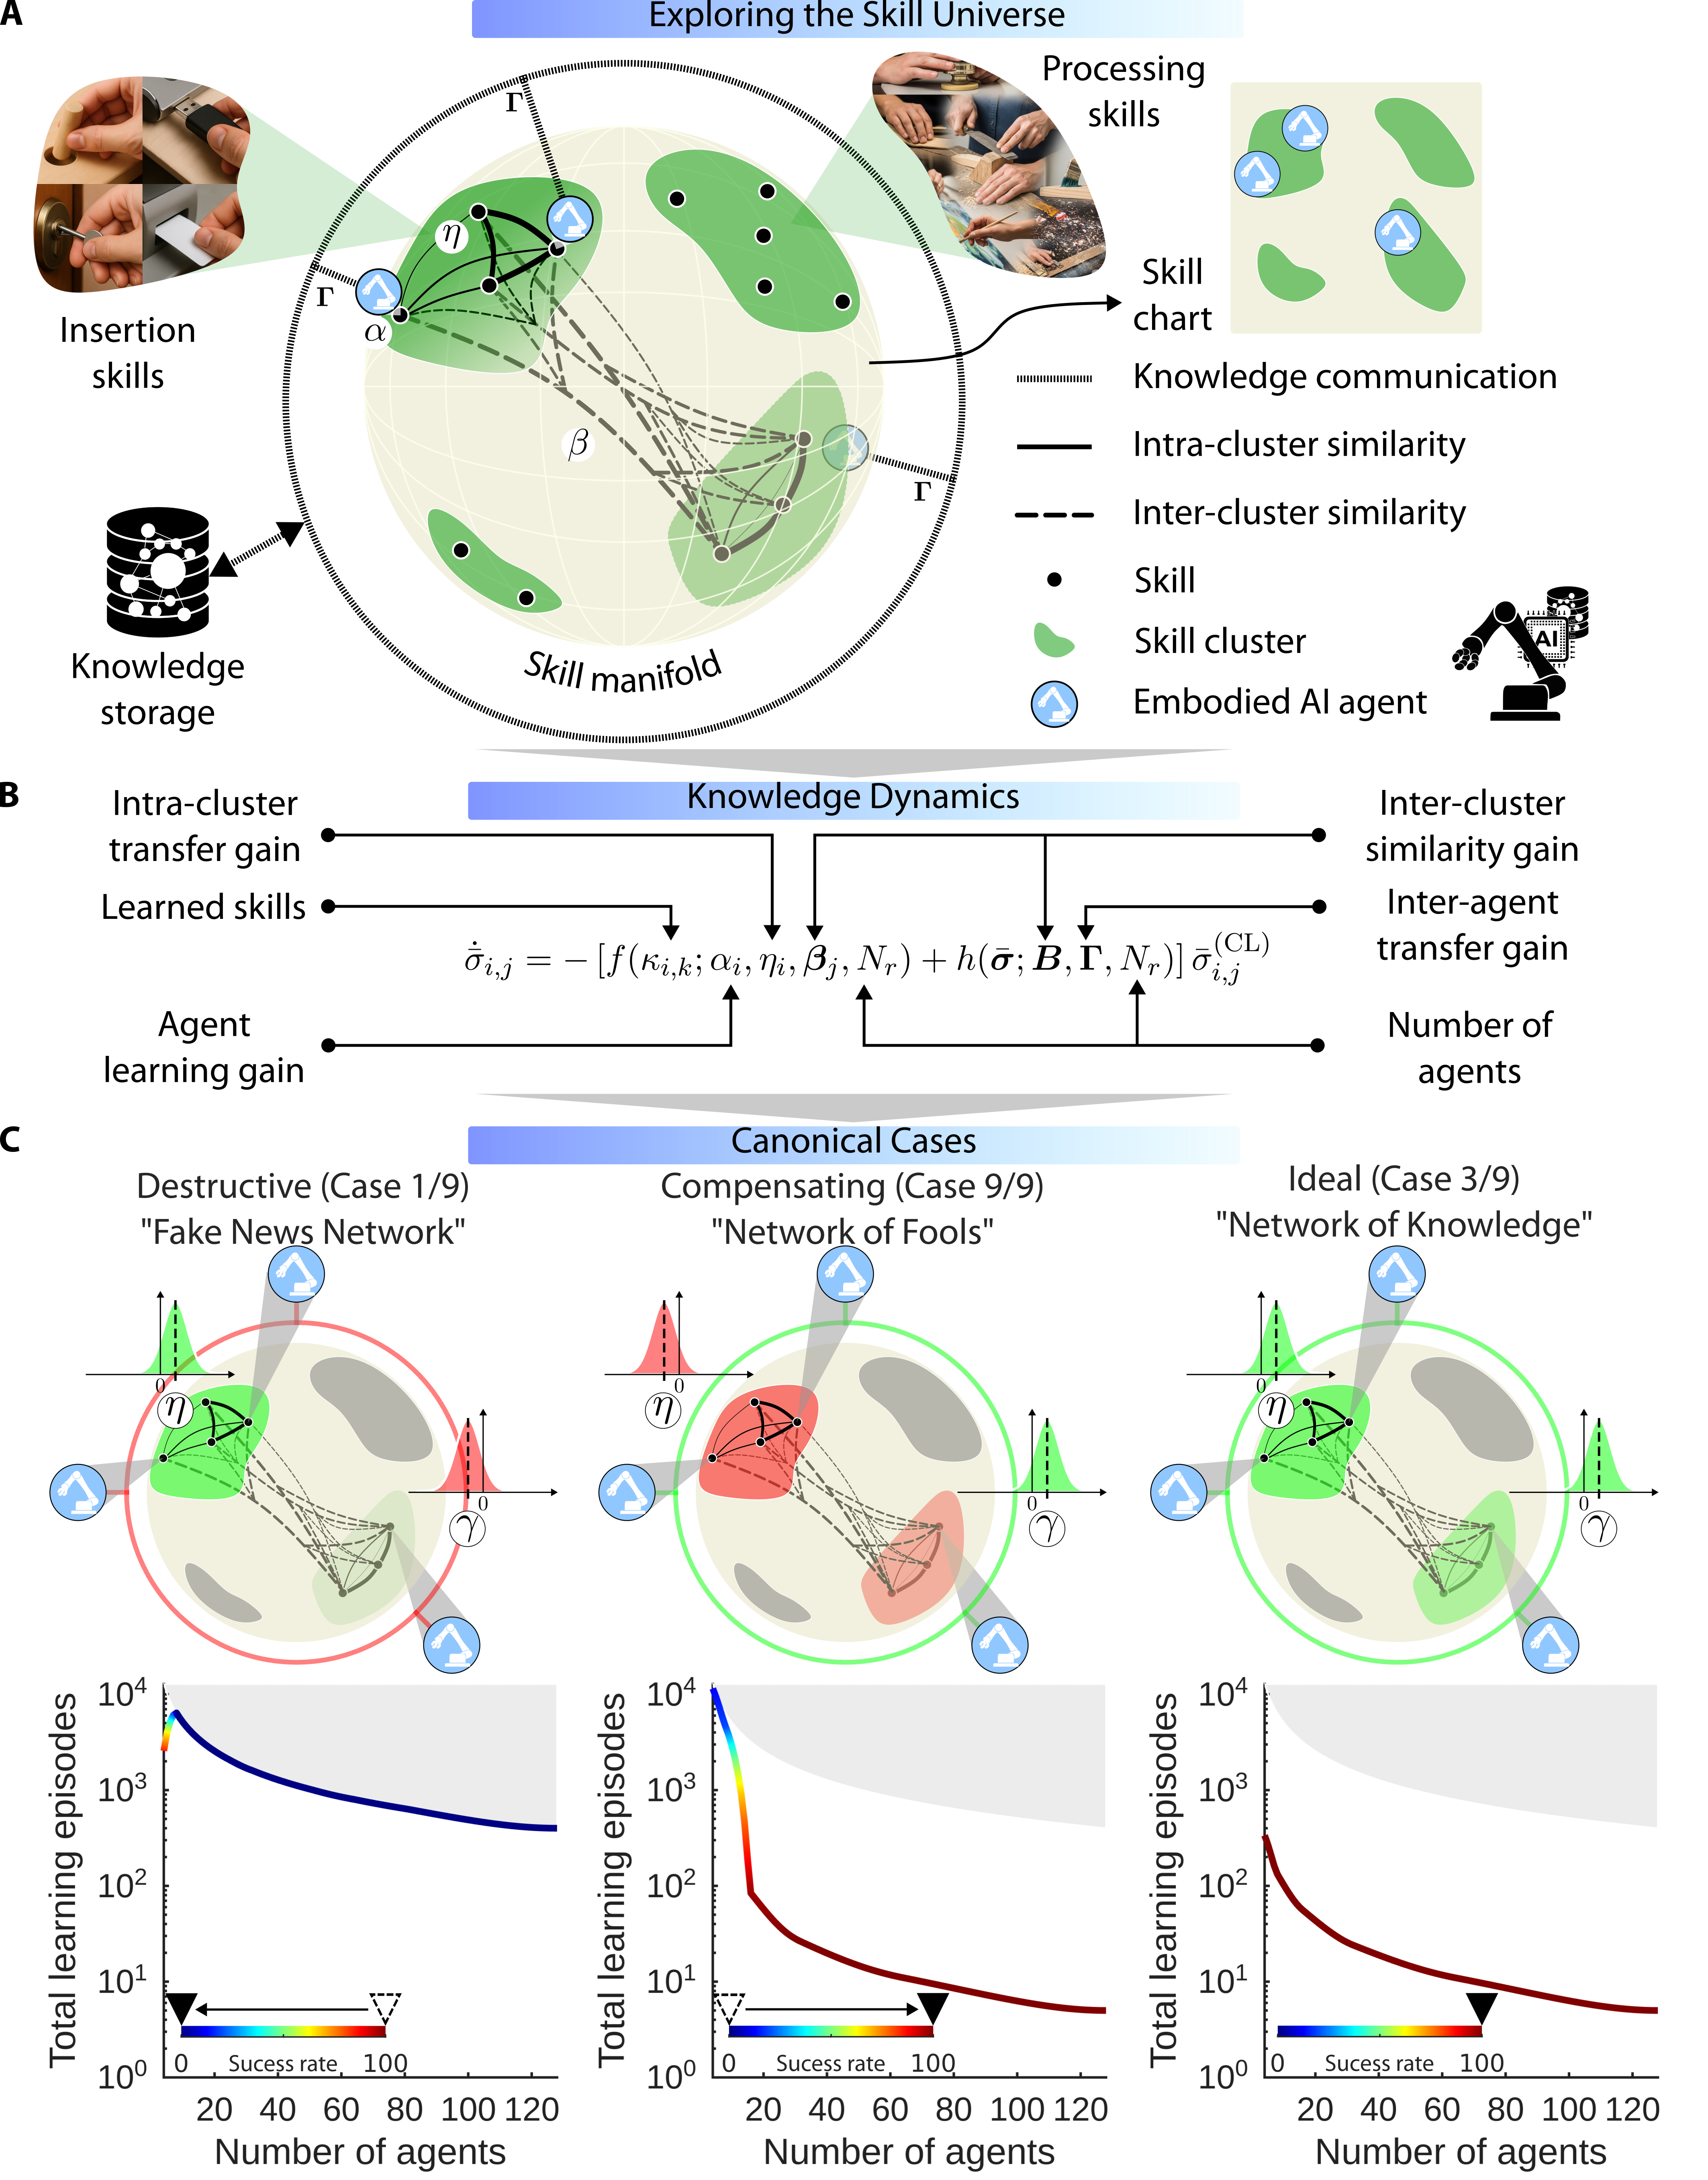 A
Exploring the Skill Universe
Γ
Processing
skills
η
Γ
α
Insertion
skills
Skill
chart
Knowledge communication
β
Intra-cluster similarity
Γ
Inter-cluster similarity
Skill
AI
Skill cluster
Knowledge
storage
Skill manifold
Embodied AI agent
B
Knowledge Dynamics
Intra-cluster
transfer gain
Inter-cluster
similarity gain
Learned skills
Inter-agent
transfer gain
σ̄̇_{i,j} = − [f(κ_{i,k}; α_i, η_i, β_j, N_r) + h(σ̄; B, Γ, N_r)] σ̄_{i,j}^{(CL)}
Agent
learning gain
Number of
agents
C
Canonical Cases
Destructive (Case 1/9)
"Fake News Network"
0
η
0
γ
Compensating (Case 9/9)
"Network of Fools"
0
η
0
γ
Ideal (Case 3/9)
"Network of Knowledge"
0
η
0
γ
Total learning episodes
10⁴
10³
10²
10¹
10⁰
0 Sucess rate 100
20 40 60 80 100 120
Number of agents
Total learning episodes
10⁴
10³
10²
10¹
10⁰
0 Sucess rate 100
20 40 60 80 100 120
Number of agents
Total learning episodes
10⁴
10³
10²
10¹
10⁰
0 Sucess rate 100
20 40 60 80 100 120
Number of agents